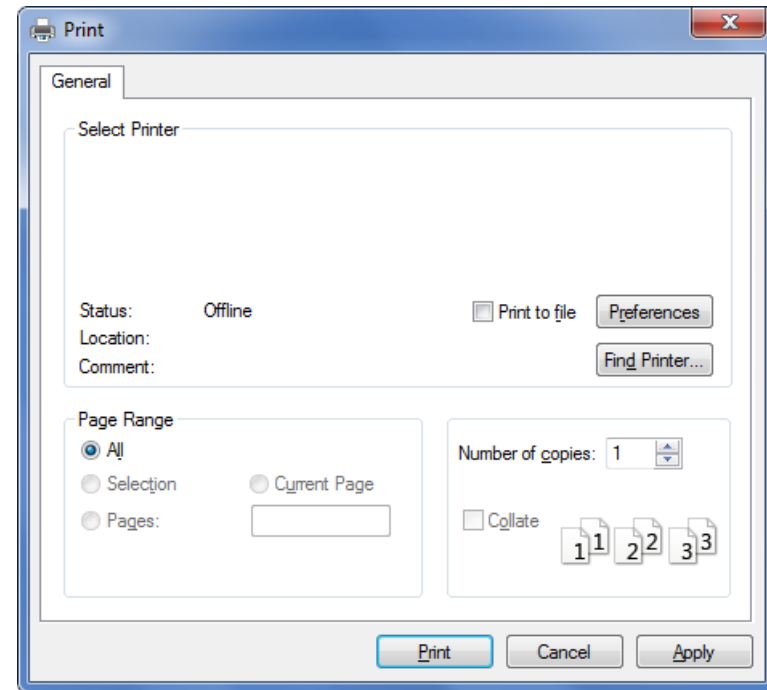 Print
General
Select Printer
Status: Offline
Print to file
Preferences
Location:
Comment:
Find Printer...
Page Range
All
Selection
Current Page
Pages:
Number of copies: 1
Collate
1 1 2 2 3 3
Print
Cancel
Apply